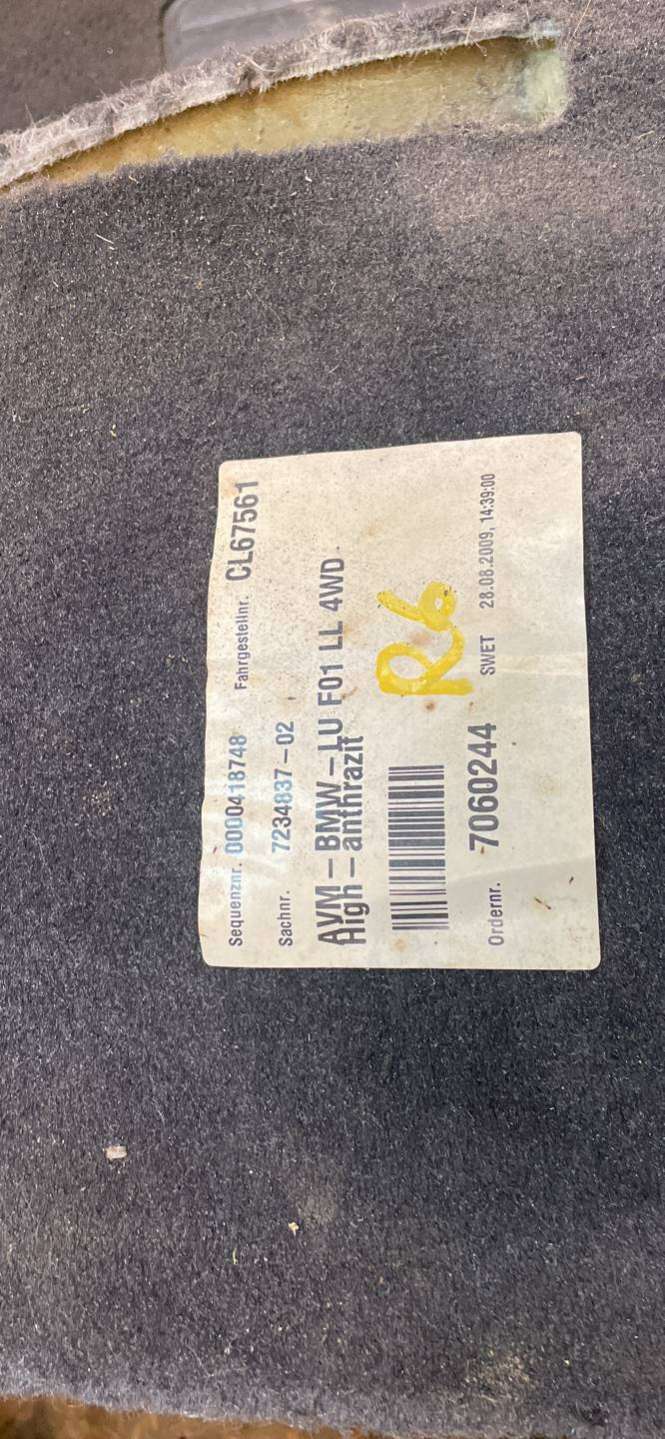 Sequenznr. 0000418748 Fahrgestellnr. CL67561
Sachnr. 7234837-02
AVM - BMW - LU F01 LL 4WD
High - anthrazit
R6
Ordernr. 7060244 SWET 28.08.2009, 14:39:00